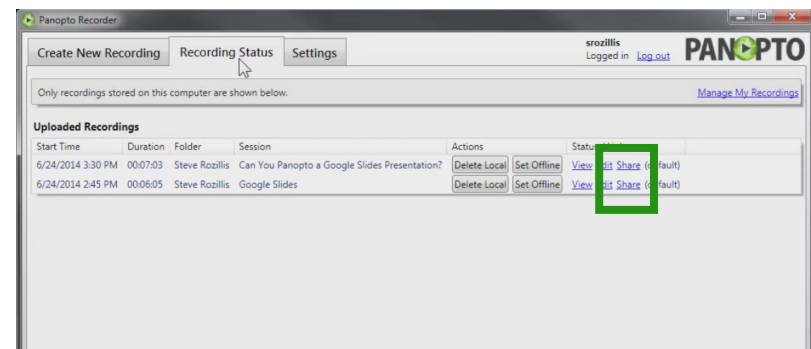 Panopto Recorder
Create New Recording Recording Status Settings
srozillis
Logged in Log out
PANOPTO
Only recordings stored on this computer are shown below. Manage My Recordings
Uploaded Recordings
Start Time Duration Folder Session Actions
6/24/2014 3:30 PM 00:07:03 Steve Rozillis Can You Panopto a Google Slides Presentation? Delete Local Set Offline View Share
6/24/2014 2:45 PM 00:06:05 Steve Rozillis Google Slides Delete Local Set Offline View Share